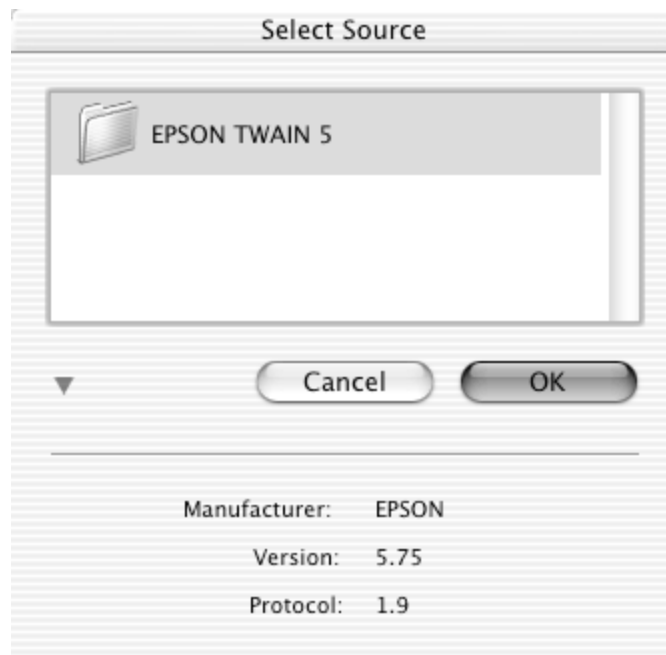 Select Source
EPSON TWAIN 5
Cancel OK
Manufacturer: EPSON
Version: 5.75
Protocol: 1.9